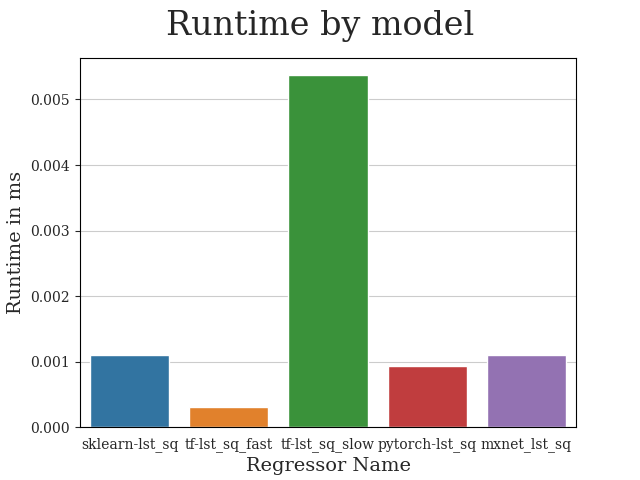 Runtime by model
Runtime in ms
0.005
0.004
0.003
0.002
0.001
0.000
sklearn-lst_sq tf-lst_sq_fast tf-lst_sq_slow pytorch-lst_sq mxnet_lst_sq
Regressor Name